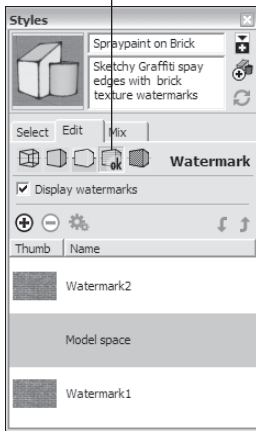 Styles
Spraypaint on Brick
Sketchy Graffiti spay
edges with brick
texture watermarks
Select Edit Mix
ok
Watermark
Display watermarks
Thumb Name
Watermark2
Model space
Watermark1